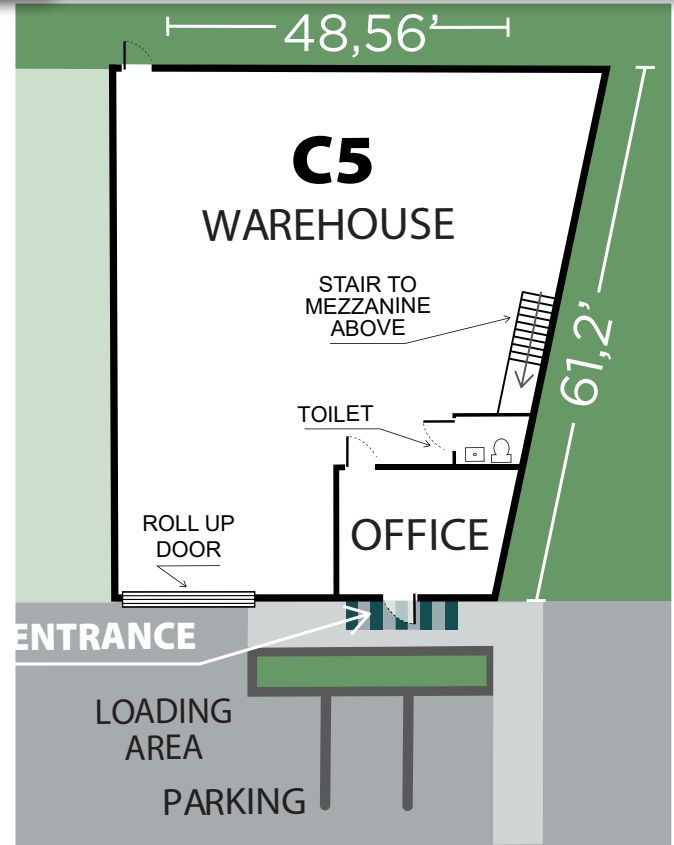 48,56'
C5
WAREHOUSE
STAIR TO
MEZZANINE
ABOVE
61,2'
TOILET
ROLL UP
DOOR
OFFICE
ENTRANCE
LOADING
AREA
PARKING